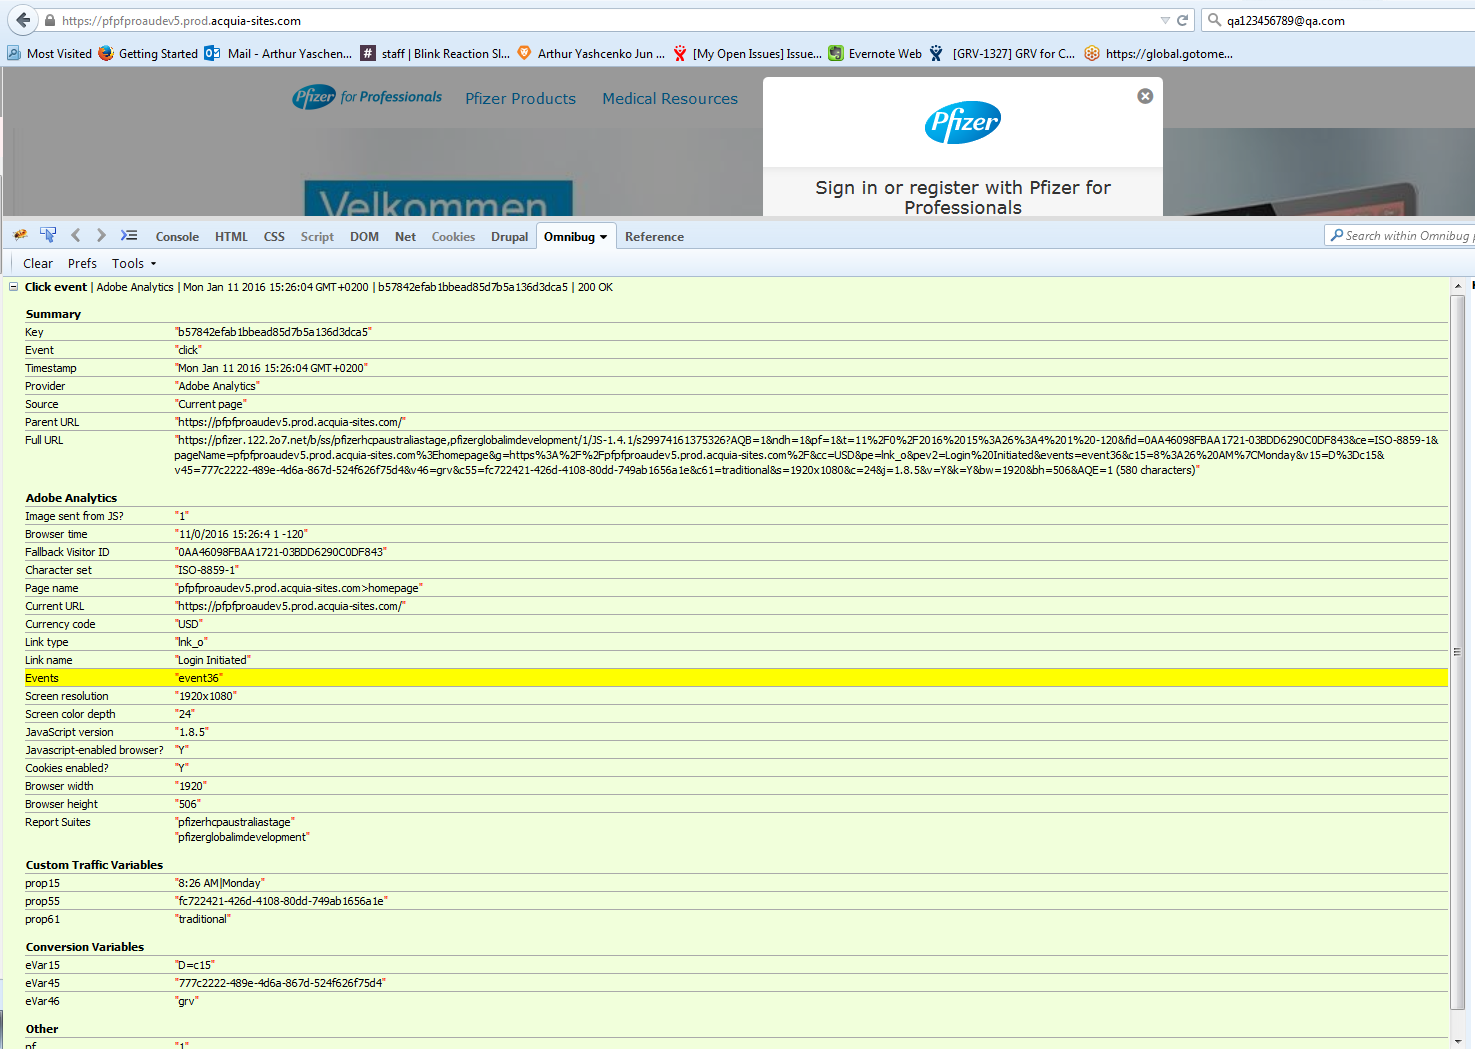 https://pfpfproaudev5.prod.acquia-sites.com
qa123456789@qa.com
Most Visited Getting Started Mail - Arthur Yaschen... staff | Blink Reaction Sl... Arthur Yashcenko Jun ... [My Open Issues] Issue... Evernote Web [GRV-1327] GRV for C... https://global.gotome...
Pfizer for Professionals Pfizer Products Medical Resources
Pfizer
Sign in or register with Pfizer for
Professionals
Velkommen
Console HTML CSS Script DOM Net Cookies Drupal Omnibug Reference
Search within Omnibug p
Clear Prefs Tools
Click event | Adobe Analytics | Mon Jan 11 2016 15:26:04 GMT+0200 | b57842efab1bbead85d7b5a136d3dca5 | 200 OK
Summary
Key "b57842efab1bbead85d7b5a136d3dca5"
Event "click"
Timestamp "Mon Jan 11 2016 15:26:04 GMT+0200"
Provider "Adobe Analytics"
Source "Current page"
Parent URL "https://pfpfproaudev5.prod.acquia-sites.com/"
Full URL "https://pfizer.122.2o7.net/b/ss/pfizerhcpaustraliastage,pfizerglobalimdevelopment/1/JS-1.4.1/s29974161375326?AQB=1&ndh=1&pf=1&t=11%2F0%2F2016%2015%3A26%3A4%201%20-120&fid=0AA46098FBAA1721-03BDD6290C0DF843&ce=ISO-8859-1&
pageName=pfpfproaudev5.prod.acquia-sites.com%3Ehomepage&g=https%3A%2F%2Fpfpfproaudev5.prod.acquia-sites.com%2F&cc=USD&pe=lnk_o&pev2=Login%20Initiated&events=event36&c15=8%3A26%20AM%7CMonday&v15=D%3Dc15&
v45=777c2222-489e-4d6a-867d-524f626f75d4&v46=grv&c55=fc722421-426d-4108-80dd-749ab1656a1e&c61=traditional&s=1920x1080&c=24&j=1.8.5&v=Y&k=Y&bw=1920&bh=506&AQE=1 (580 characters)"
Adobe Analytics
Image sent from JS? "1"
Browser time "11/0/2016 15:26:4 1 -120"
Fallback Visitor ID "0AA46098FBAA1721-03BDD6290C0DF843"
Character set "ISO-8859-1"
Page name "pfpfproaudev5.prod.acquia-sites.com>homepage"
Current URL "https://pfpfproaudev5.prod.acquia-sites.com/"
Currency code "USD"
Link type "lnk_o"
Link name "Login Initiated"
Events "event36"
Screen resolution "1920x1080"
Screen color depth "24"
JavaScript version "1.8.5"
Javascript-enabled browser? "Y"
Cookies enabled? "Y"
Browser width "1920"
Browser height "506"
Report Suites "pfizerhcpaustraliastage"
"pfizerglobalimdevelopment"
Custom Traffic Variables
prop15 "8:26 AM|Monday"
prop55 "fc722421-426d-4108-80dd-749ab1656a1e"
prop61 "traditional"
Conversion Variables
eVar15 "D=c15"
eVar45 "777c2222-489e-4d6a-867d-524f626f75d4"
eVar46 "grv"
Other
pf "1"